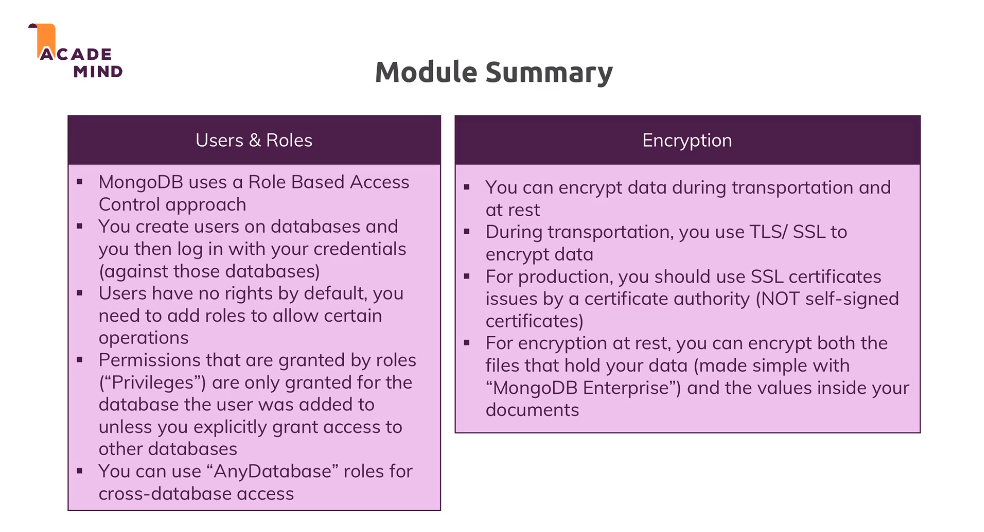 ACADE
MIND
Module Summary
Users & Roles
▪ MongoDB uses a Role Based Access
Control approach
▪ You create users on databases and
you then log in with your credentials
(against those databases)
▪ Users have no rights by default, you
need to add roles to allow certain
operations
▪ Permissions that are granted by roles
(“Privileges”) are only granted for the
database the user was added to
unless you explicitly grant access to
other databases
▪ You can use “AnyDatabase” roles for
cross-database access
Encryption
▪ You can encrypt data during transportation and
at rest
▪ During transportation, you use TLS/ SSL to
encrypt data
▪ For production, you should use SSL certificates
issues by a certificate authority (NOT self-signed
certificates)
▪ For encryption at rest, you can encrypt both the
files that hold your data (made simple with
“MongoDB Enterprise”) and the values inside your
documents